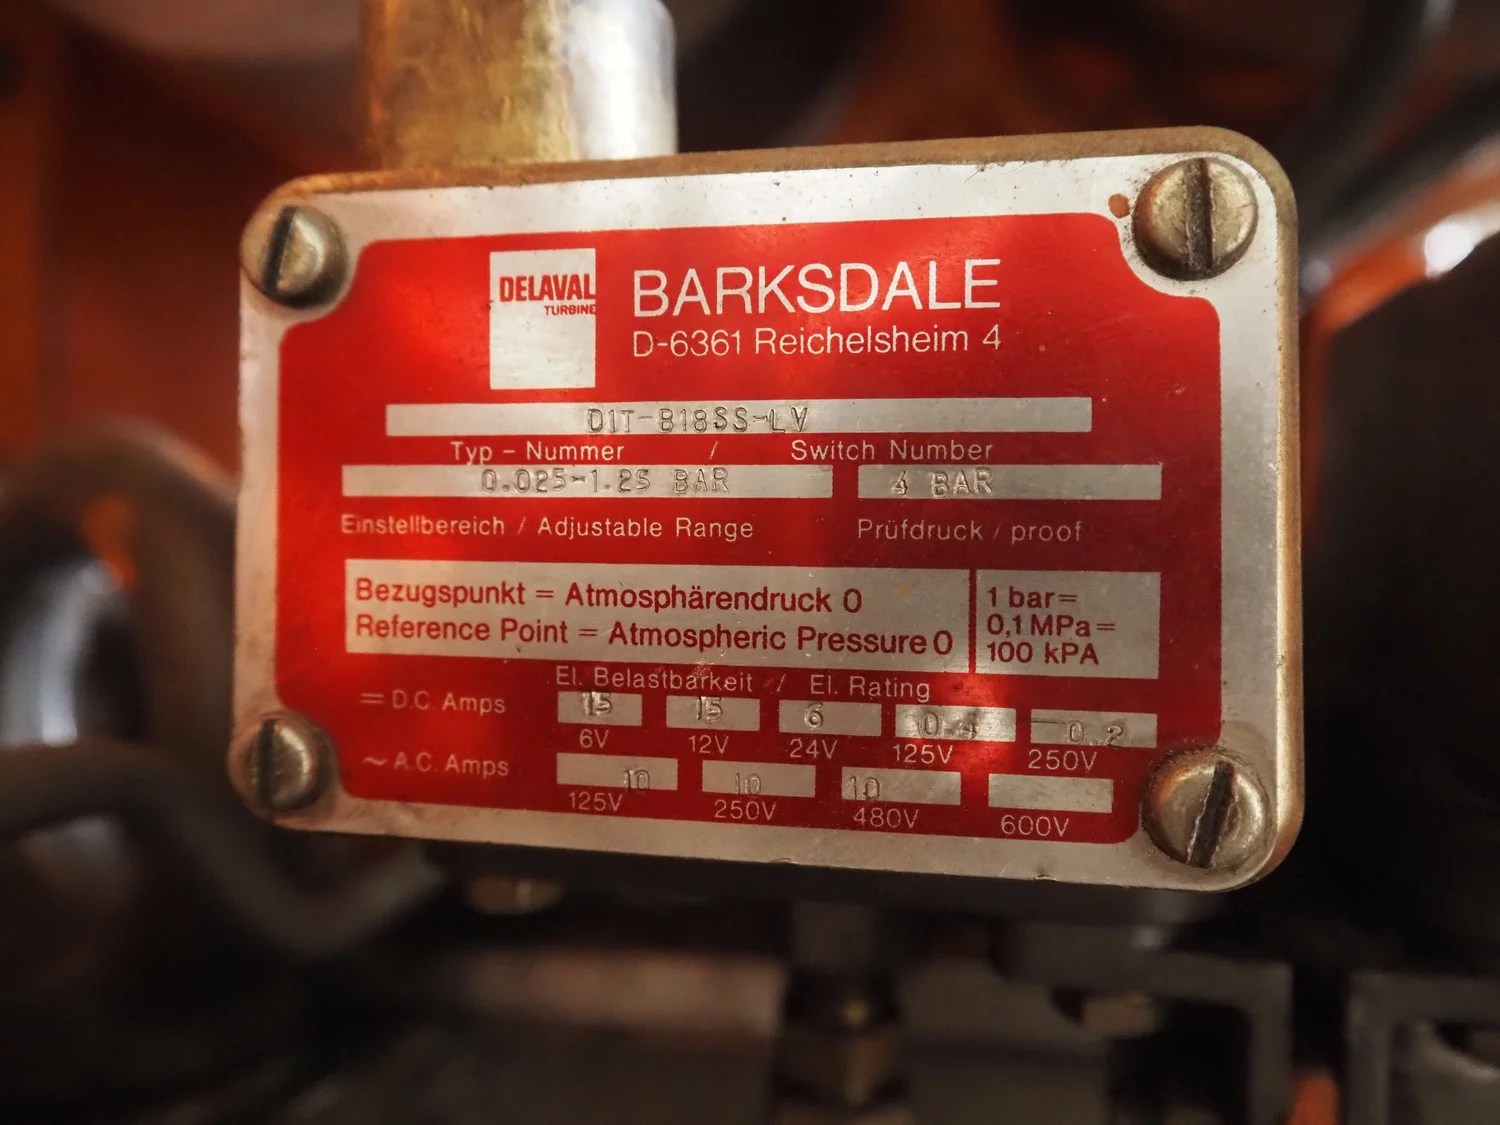 DELAVAL
TURBINE
BARKSDALE
D-6361 Reichelsheim 4
D1T-B18SS-LV
Typ - Nummer / Switch Number
0.025-1.25 BAR 4 BAR
Einstellbereich / Adjustable Range Prüfdruck / proof
Bezugspunkt = Atmosphärendruck 0
Reference Point = Atmospheric Pressure 0
1 bar=
0,1 MPa=
100 kPA
El. Belastbarkeit / El. Rating
= D.C. Amps 15 15 6 0.4 0.2
6V 12V 24V 125V 250V
~ A.C. Amps 10 10 10
125V 250V 480V 600V